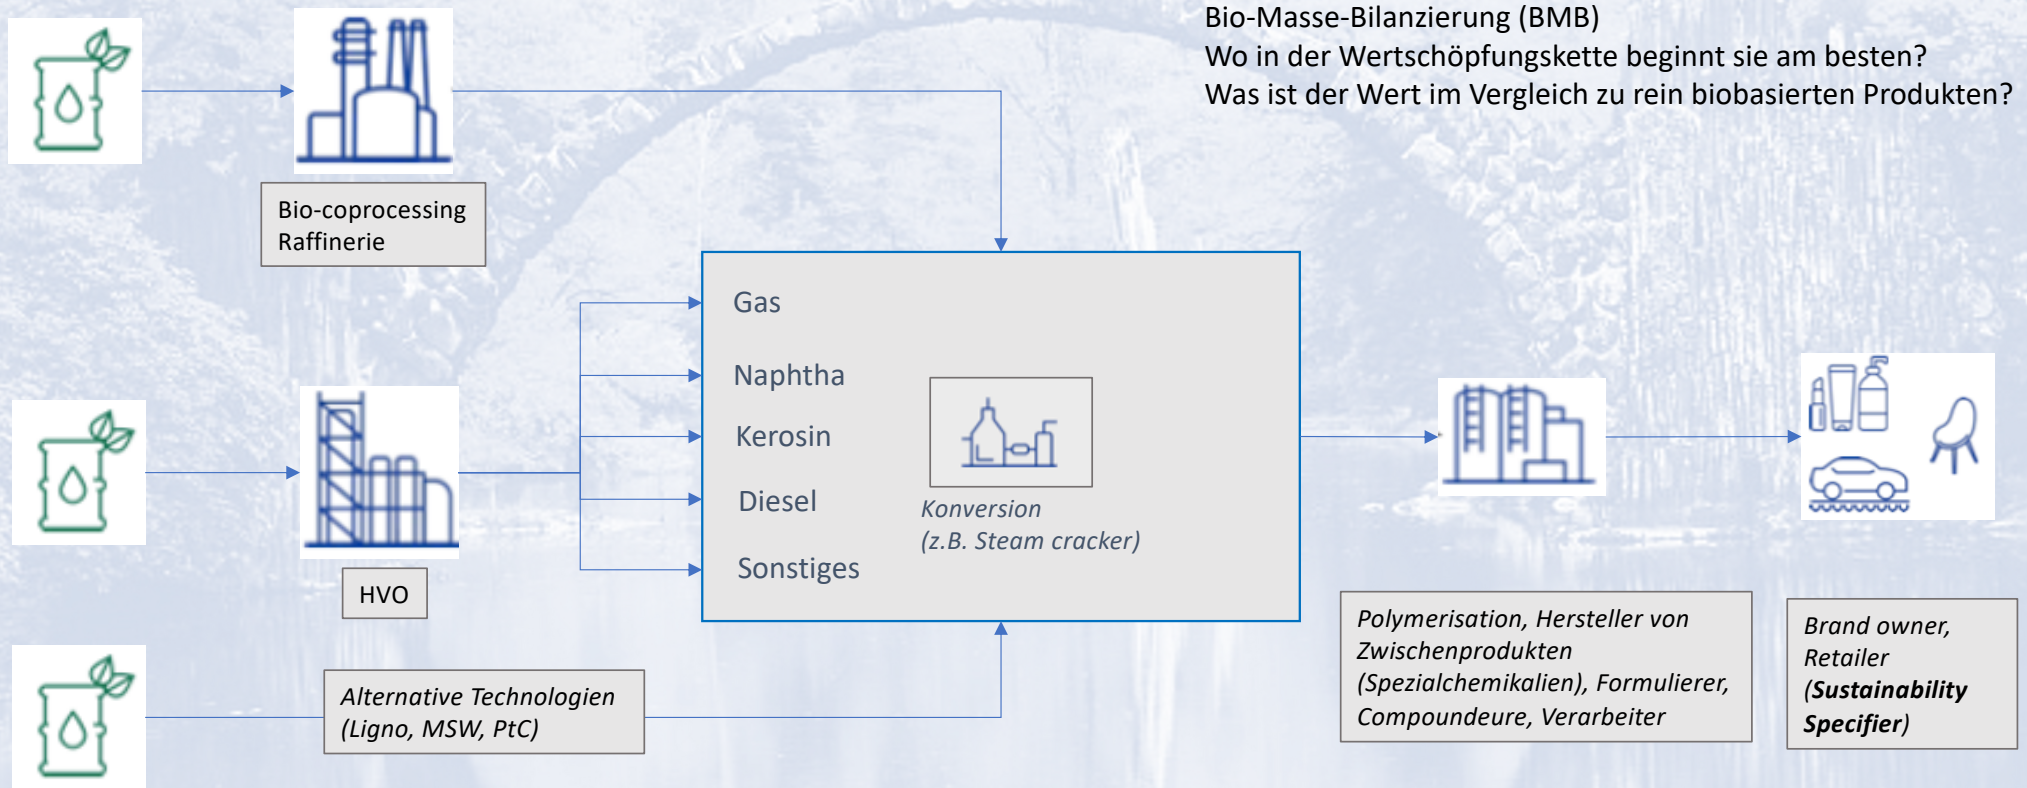 Bio-Masse-Bilanzierung (BMB)
Wo in der Wertschöpfungskette beginnt sie am besten?
Was ist der Wert im Vergleich zu rein biobasierten Produkten?
Bio-coprocessing
Raffinerie
Gas
Naphtha
Kerosin
Diesel
Sonstiges
Konversion
(z.B. Steam cracker)
HVO
Alternative Technologien
(Ligno, MSW, PtC)
Polymerisation, Hersteller von
Zwischenprodukten
(Spezialchemikalien), Formulierer,
Compoundeure, Verarbeiter
Brand owner,
Retailer
(Sustainability
Specifier)